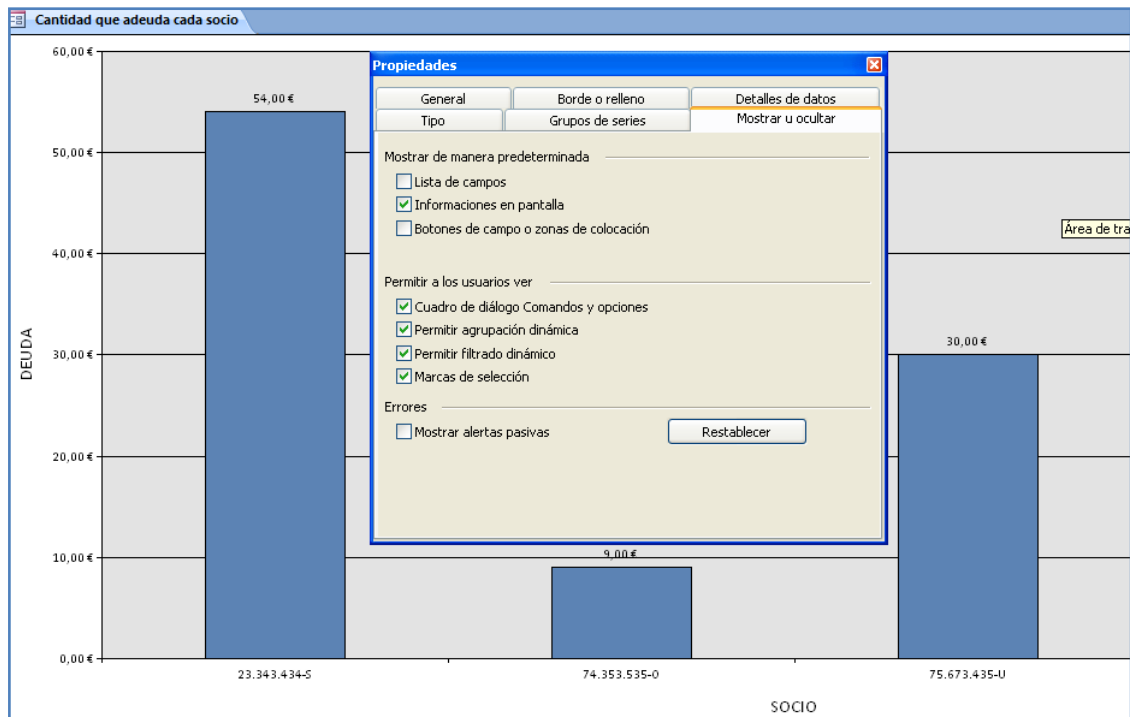 Cantidad que adeuda cada socio
60,00 €
Propiedades
General Borde o relleno Detalles de datos
Tipo Grupos de series Mostrar u ocultar
54,00 €
50,00 €
Mostrar de manera predeterminada
Lista de campos
Informaciones en pantalla
Botones de campo o zonas de colocación
Área de tra
40,00 €
Permitir a los usuarios ver
Cuadro de diálogo Comandos y opciones
Permitir agrupación dinámica
Permitir filtrado dinámico
Marcas de selección
30,00 €
DEUDA
30,00 €
Errores
Mostrar alertas pasivas Restablecer
20,00 €
10,00 €
9,00 €
0,00 €
23.343.434-S 74.353.535-O 75.673.435-U
SOCIO